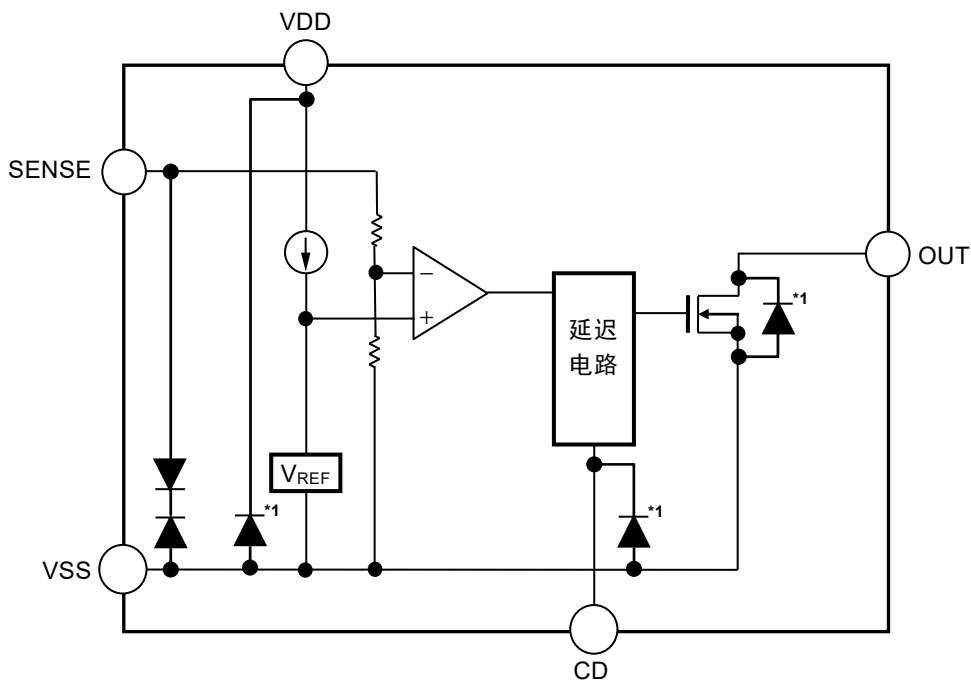 VDD
SENSE
OUT
*1
−
+
延迟
电路
VREF
*1
*1
VSS
CD